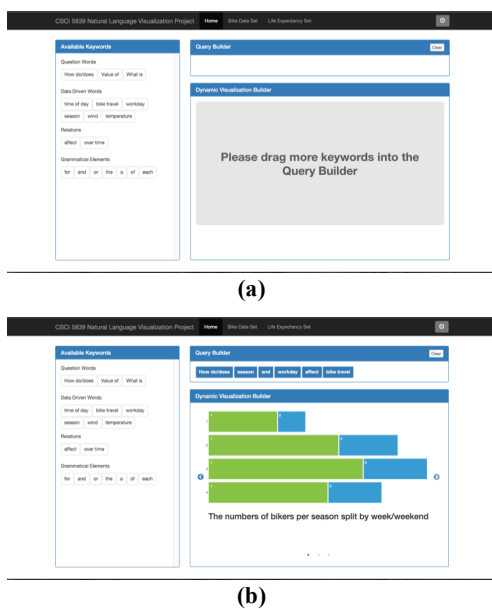 CSCI 5839 Natural Language Visualization Project Home Bike Data Set Life Expectancy Set
Available Keywords
Question Words
How do/does Value of What is
Data Driven Words
time of day bike travel workday
season wind temperature
Relations
affect over time
Grammatical Elements
for and or the a of each
Query Builder
Clear
Dynamic Visualization Builder
Please drag more keywords into the
Query Builder
(a)
CSCI 5839 Natural Language Visualization Project Home Bike Data Set Life Expectancy Set
Available Keywords
Question Words
How do/does Value of What is
Data Driven Words
time of day bike travel workday
season wind temperature
Relations
affect over time
Grammatical Elements
for and or the a of each
Query Builder
Clear
How do/does season and workday affect bike travel
Dynamic Visualization Builder
The numbers of bikers per season split by week/weekend
(b)